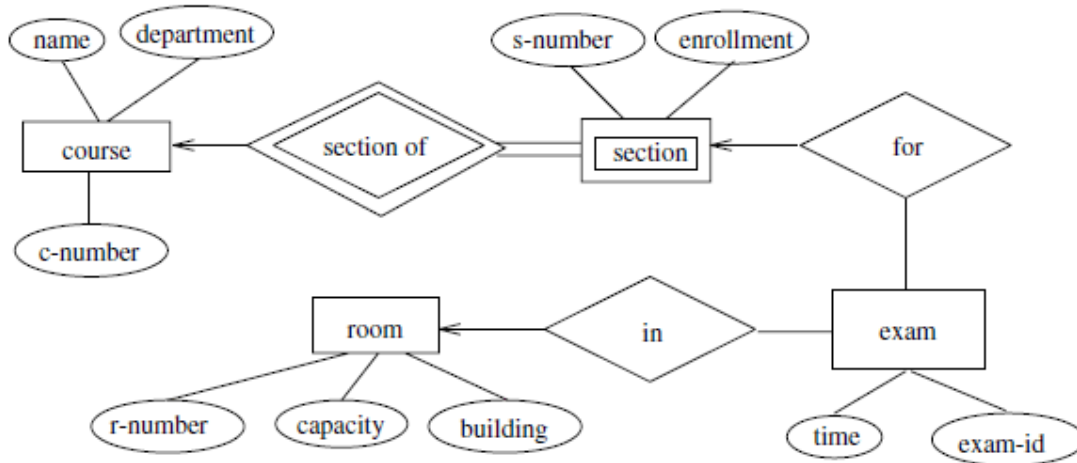 name
department
s-number
enrollment
course
section of
section
for
c-number
room
in
exam
r-number
capacity
building
time
exam-id